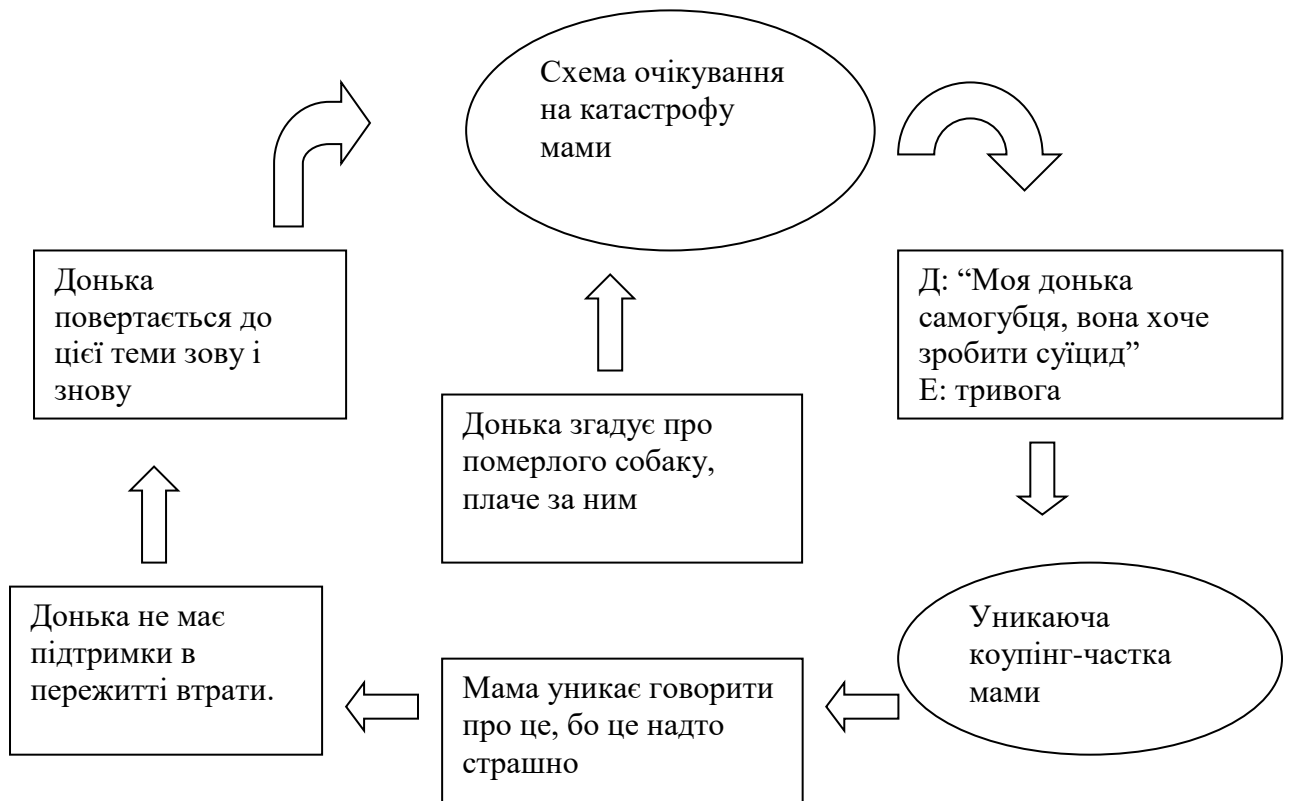 Схема очікування
на катастрофу
мами
Д: “Моя донька
самогубця, вона хоче
зробити суїцид”
Е: тривога
Уникаюча
коупінг-частка
мами
Мама уникає говорити
про це, бо це надто
страшно
Донька не має
підтримки в
пережитті втрати.
Донька
повертається до
цієї теми зову і
знову
Донька згадує про
померлого собаку,
плаче за ним